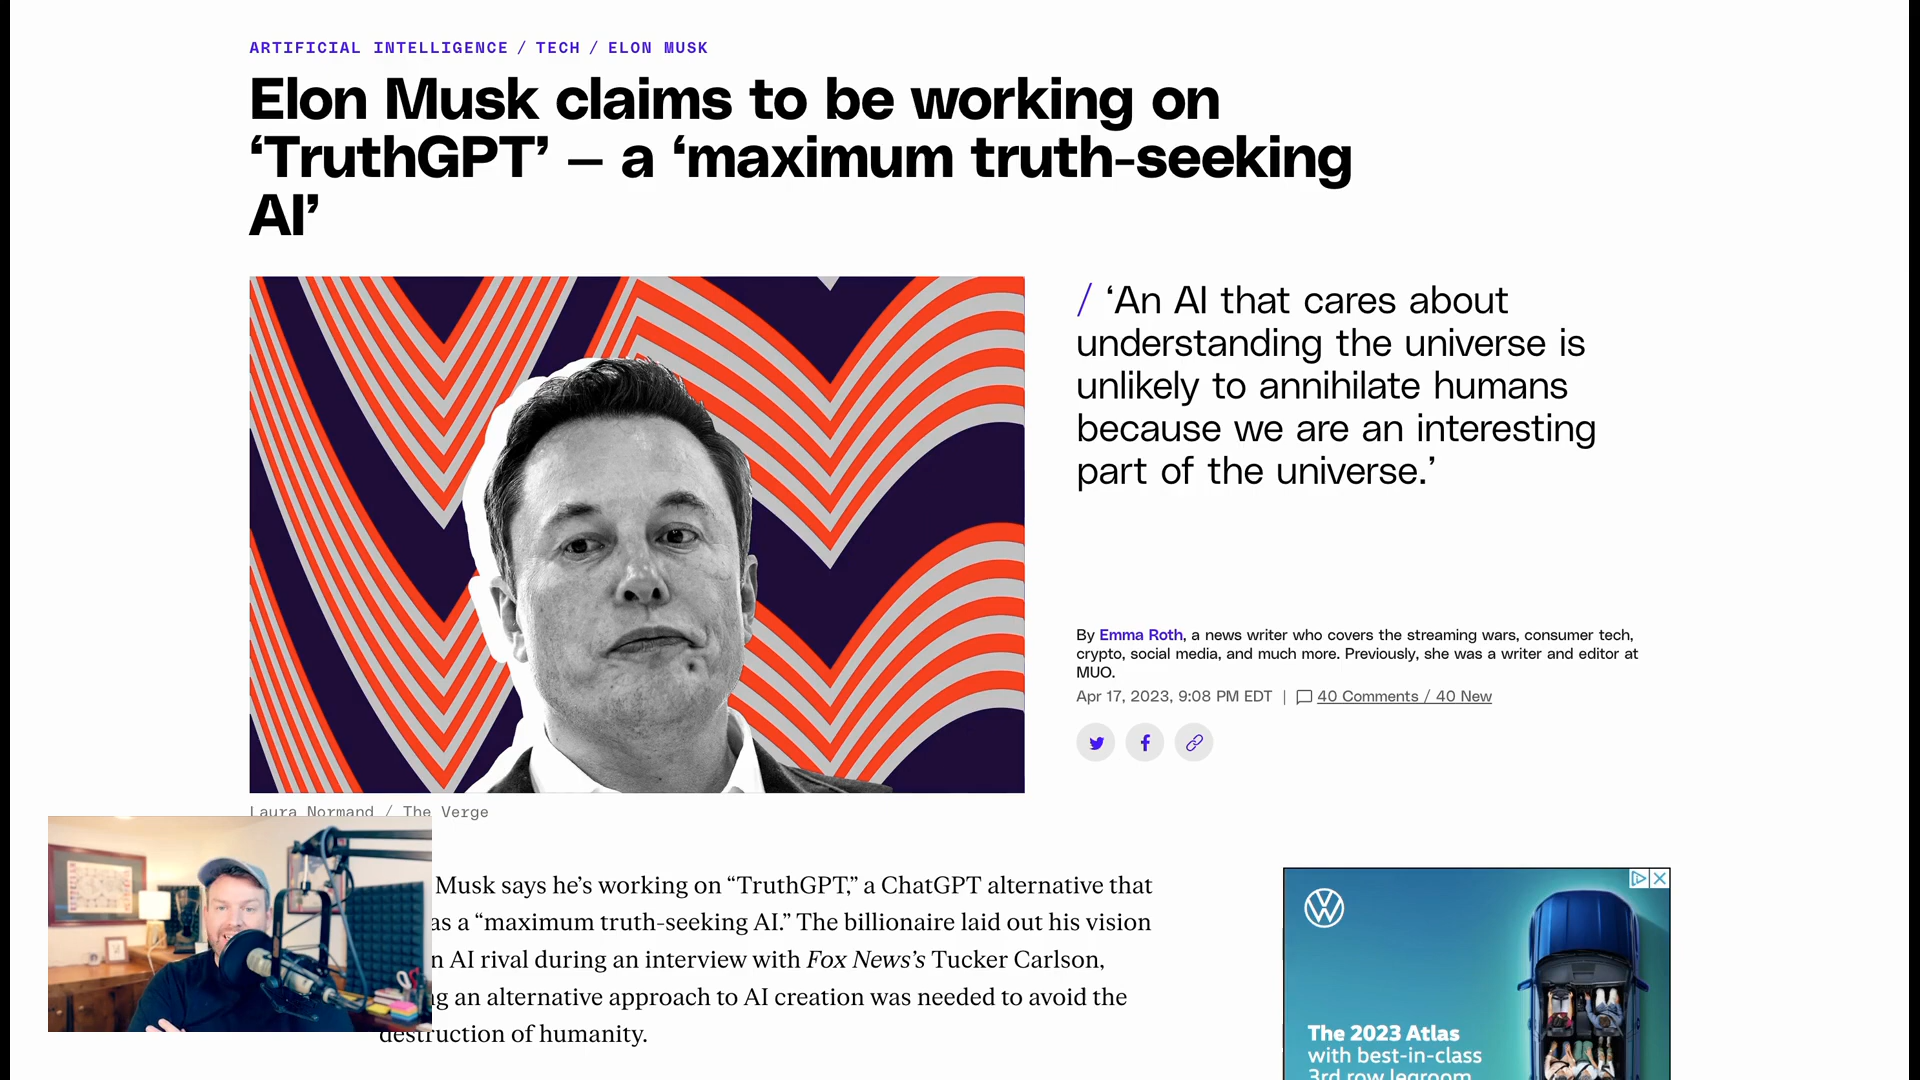 ARTIFICIAL INTELLIGENCE / TECH / ELON MUSK
Elon Musk claims to be working on
‘TruthGPT’ — a ‘maximum truth-seeking
AI’
/ ‘An AI that cares about
understanding the universe is
unlikely to annihilate humans
because we are an interesting
part of the universe.’
By Emma Roth, a news writer who covers the streaming wars, consumer tech,
crypto, social media, and much more. Previously, she was a writer and editor at
MUO.
Apr 17, 2023, 9:08 PM EDT | 40 Comments / 40 New
Laura Normand / The Verge
Musk says he’s working on “TruthGPT,” a ChatGPT alternative that
as a “maximum truth-seeking AI.” The billionaire laid out his vision
n AI rival during an interview with Fox News’s Tucker Carlson,
g an alternative approach to AI creation was needed to avoid the
destruction of humanity.
The 2023 Atlas
with best-in-class
3rd row legroom